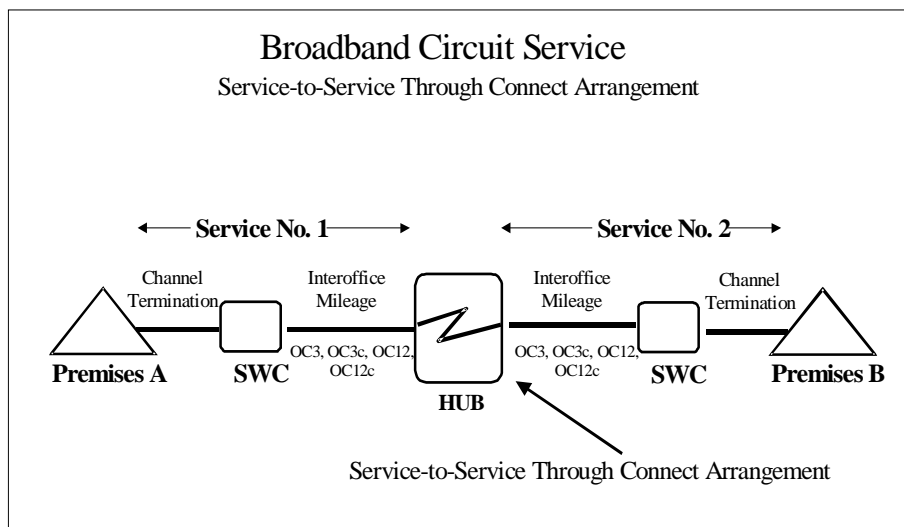 Broadband Circuit Service
Service-to-Service Through Connect Arrangement
Service No. 1
Service No. 2
Channel
Termination
Interoffice
Mileage
Interoffice
Mileage
Channel
Termination
OC3, OC3c, OC12,
OC12c
OC3, OC3c, OC12,
OC12c
Premises A
SWC
HUB
SWC
Premises B
Service-to-Service Through Connect Arrangement